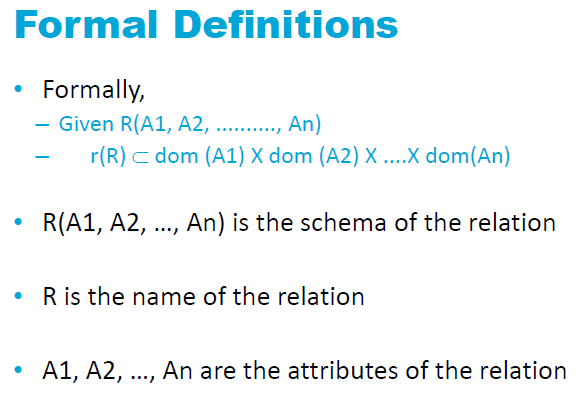 Formal Definitions
• Formally,
– Given R(A1, A2, .........., An)
– r(R) ⊂ dom (A1) X dom (A2) X ....X dom(An)
• R(A1, A2, …, An) is the schema of the relation
• R is the name of the relation
• A1, A2, …, An are the attributes of the relation